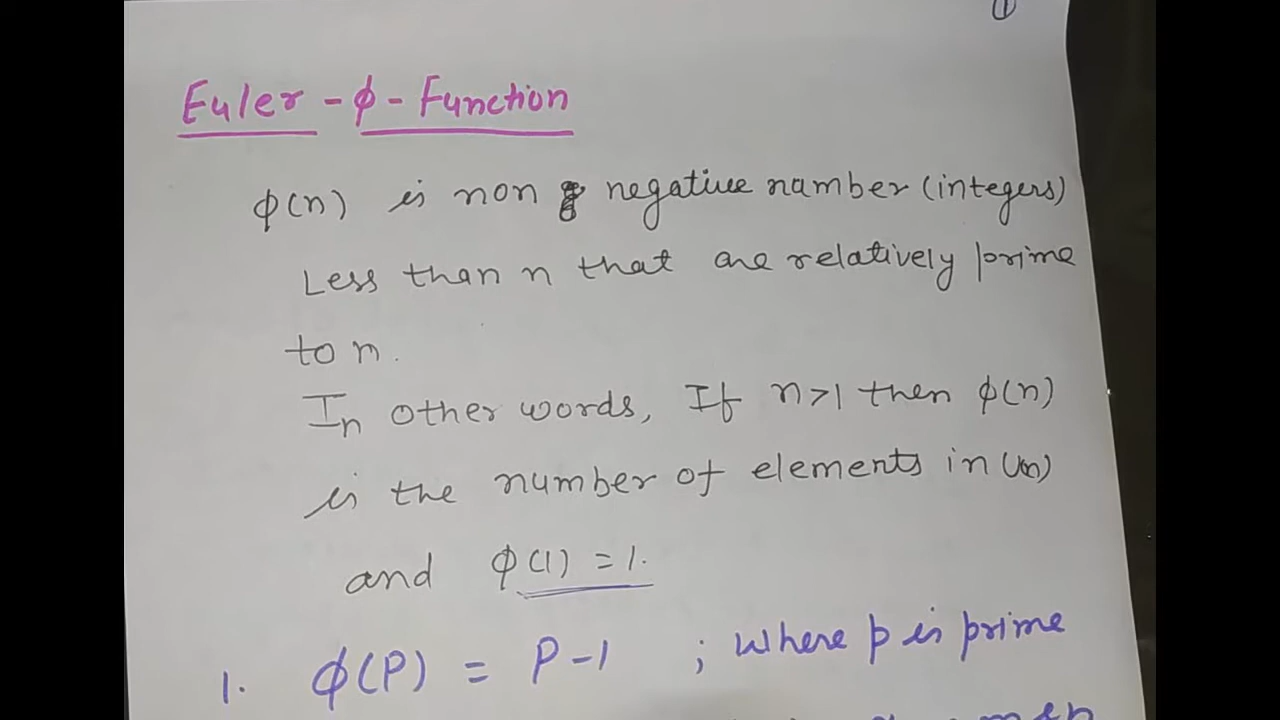 ①
Euler - ϕ - Function
ϕ(n) is non negative number (integers)
Less than n that are relatively prime
to n.
In other words, If n>1 then ϕ(n)
is the number of elements in U(n)
and ϕ(1) = 1.
1. ϕ(P) = P-1 ; where p is prime